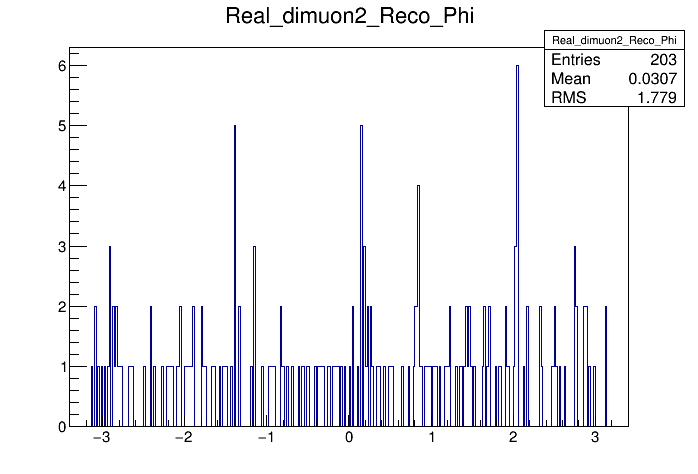 Real_dimuon2_Reco_Phi
Real_dimuon2_Reco_Phi
Entries 203
Mean 0.0307
RMS 1.779
6
5
4
3
2
1
0
−3 −2 −1 0 1 2 3